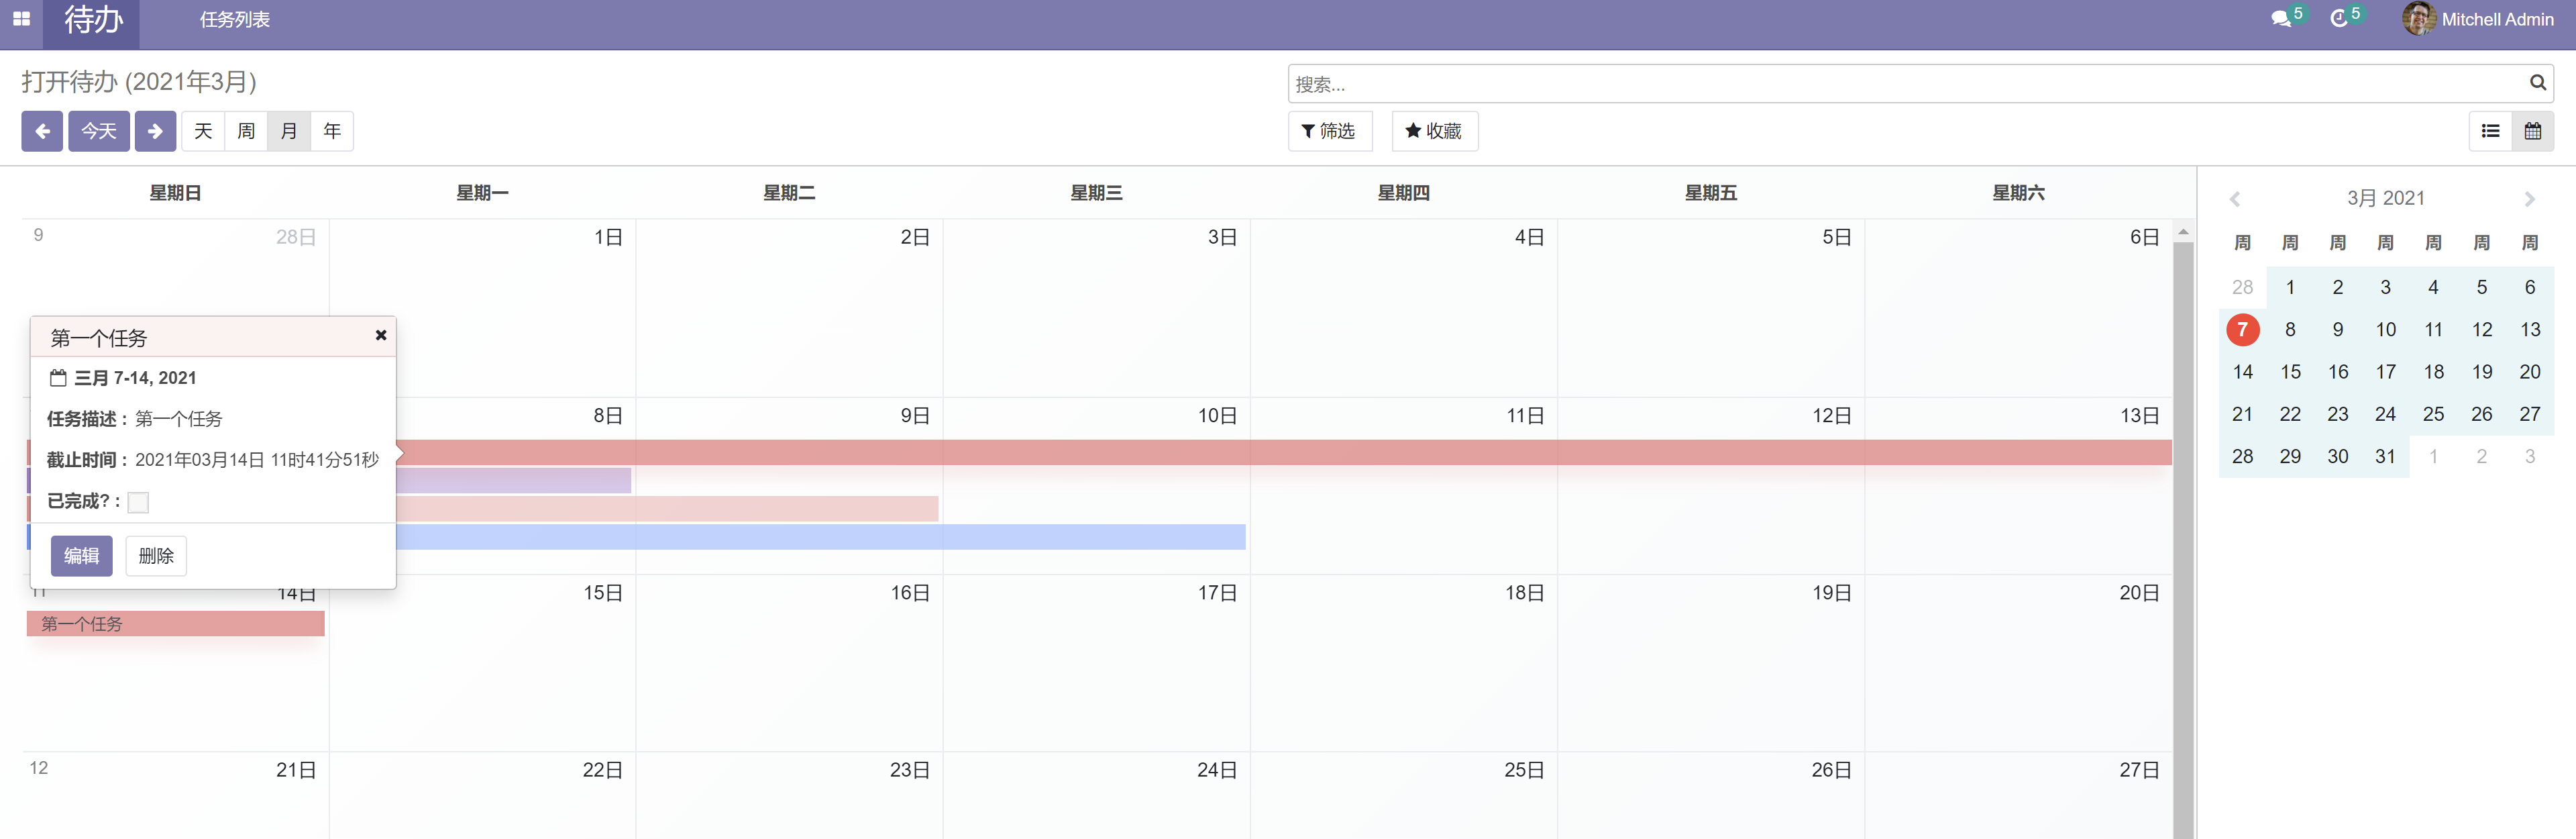 待办 任务列表 5 5 Mitchell Admin
打开待办 (2021年3月)
搜索...
今天 天 周 月 年
筛选 收藏
星期日 星期一 星期二 星期三 星期四 星期五 星期六
9 28日 1日 2日 3日 4日 5日 6日
第一个任务
三月 7-14, 2021
任务描述： 第一个任务
截止时间： 2021年03月14日 11时41分51秒
已完成?：
编辑 删除
8日 9日 10日 11日 12日 13日
11 14日 15日 16日 17日 18日 19日 20日
第一个任务
12 21日 22日 23日 24日 25日 26日 27日
3月 2021
周 周 周 周 周 周 周
28 1 2 3 4 5 6
7 8 9 10 11 12 13
14 15 16 17 18 19 20
21 22 23 24 25 26 27
28 29 30 31 1 2 3